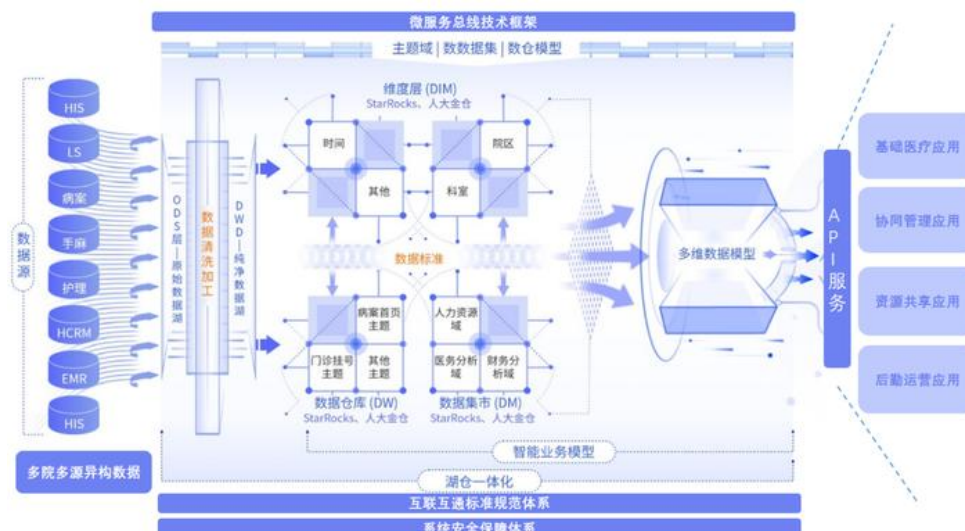 微服务总线技术框架
主题域 | 数数据集 | 数仓模型
数据源
HIS
LS
病案
手麻
护理
HCRM
EMR
HIS
多院多源异构数据
ODS层—原始数据湖
数据清洗加工
DWD—纯净数据湖
维度层 (DIM)
StarRocks、人大金仓
时间
其他
院区
科室
数据标准
病案首页
主题
门诊挂号
主题
其他
主题
人力资源
域
医务分析
域
财务分
析域
数据仓库 (DW)
StarRocks、人大金仓
数据集市 (DM)
StarRocks、人大金仓
多维数据模型
API服务
基础医疗应用
协同管理应用
资源共享应用
后勤运营应用
智能业务模型
湖仓一体化
互联互通标准规范体系
系统安全保障体系